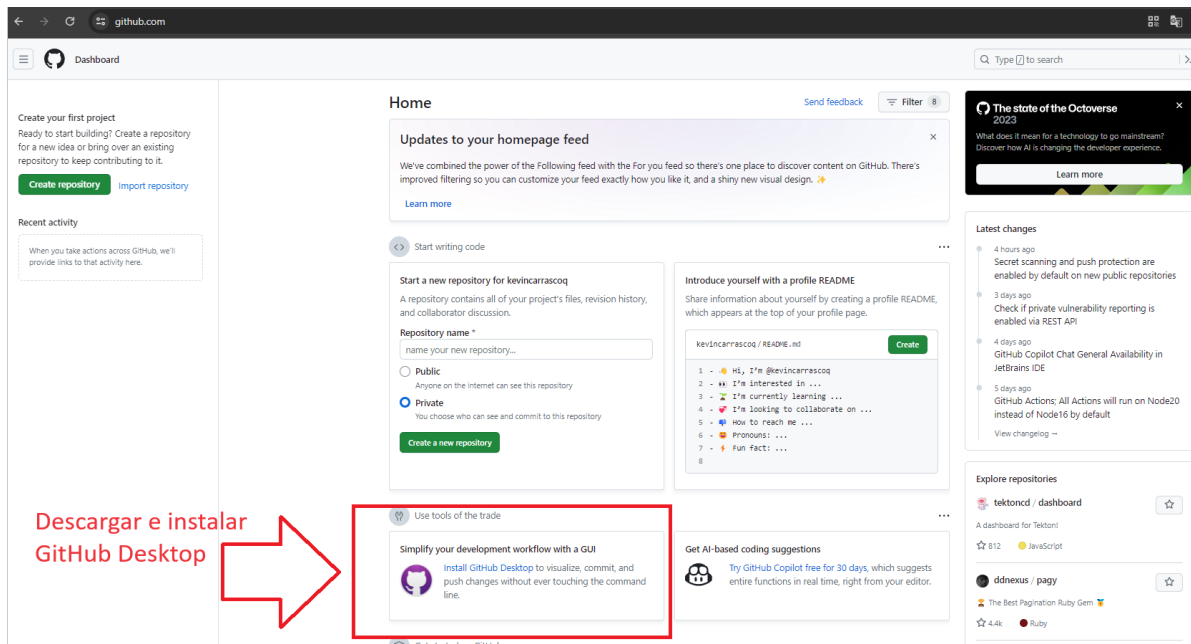 github.com
Dashboard
Type / to search
Create your first project
Ready to start building? Create a repository
for a new idea or bring over an existing
repository to keep contributing to it.
Create repository
Import repository
Recent activity
When you take actions across GitHub, we'll
provide links to that activity here.
Home
Send feedback
Filter 8
Updates to your homepage feed
We've combined the power of the Following feed with the For you feed so there's one place to discover content on GitHub. There's
improved filtering so you can customize your feed exactly how you like it, and a shiny new visual design. ✨
Learn more
Start writing code
Start a new repository for kevincarrascoq
A repository contains all of your project's files, revision history,
and collaborator discussion.
Repository name *
name your new repository...
Public
Anyone on the internet can see this repository
Private
You choose who can see and commit to this repository
Create a new repository
Introduce yourself with a profile README
Share information about yourself by creating a profile README,
which appears at the top of your profile page.
kevincarrascoq / README.md
Create
1 - 👋 Hi, I'm @kevincarrascoq
2 - 👀 I'm interested in ...
3 - 🌱 I'm currently learning ...
4 - 💞️ I'm looking to collaborate on ...
5 - 📫 How to reach me ...
6 - 😄 Pronouns: ...
7 - ⚡ Fun fact: ...
8
Descargar e instalar
GitHub Desktop
Use tools of the trade
Simplify your development workflow with a GUI
Install GitHub Desktop to visualize, commit, and
push changes without ever touching the command
line.
Get AI-based coding suggestions
Try GitHub Copilot free for 30 days, which suggests
entire functions in real time, right from your editor.
The state of the Octoverse
2023
What does it mean for a technology to go mainstream?
Discover how AI is changing the developer experience.
Learn more
Latest changes
4 hours ago
Secret scanning and push protection are
enabled by default on new public repositories
3 days ago
Check if private vulnerability reporting is
enabled via REST API
4 days ago
GitHub Copilot Chat General Availability in
JetBrains IDE
5 days ago
GitHub Actions; All Actions will run on Node20
instead of Node16 by default
View changelog →
Explore repositories
tektoncd / dashboard
A dashboard for Tekton!
812 JavaScript
ddnexus / pagy
🏆 The Best Pagination Ruby Gem 🥇
4.4k Ruby